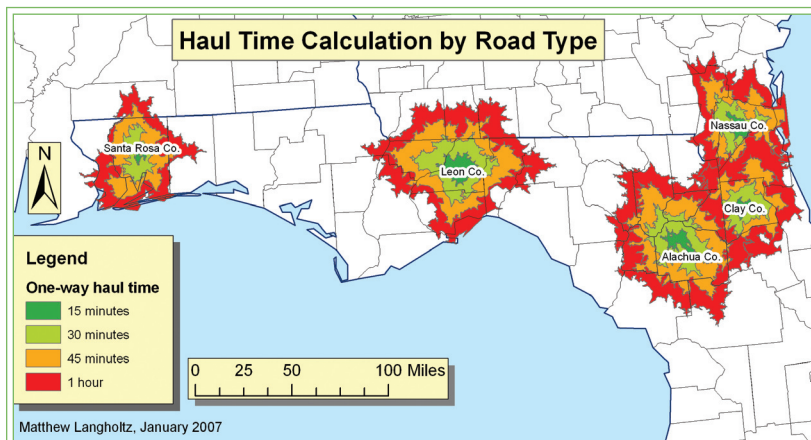 Haul Time Calculation by Road Type
Santa Rosa Co.
Leon Co.
Nassau Co.
Clay Co.
Alachua Co.
N
Legend
One-way haul time
15 minutes
30 minutes
45 minutes
1 hour
0 25 50 100 Miles
Matthew Langholtz, January 2007